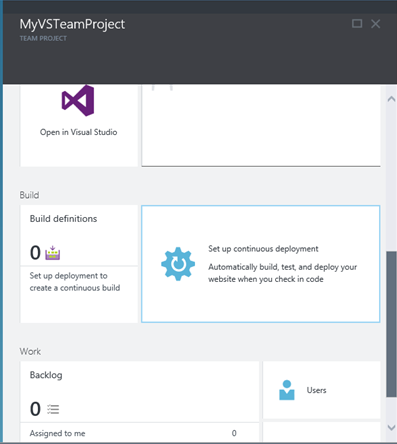 MyVSTeamProject
TEAM PROJECT
Open in Visual Studio
Build
Build definitions
0
Set up deployment to
create a continuous build
Set up continuous deployment
Automatically build, test, and deploy your
website when you check in code
Work
Backlog
0
Assigned to me 0
Users